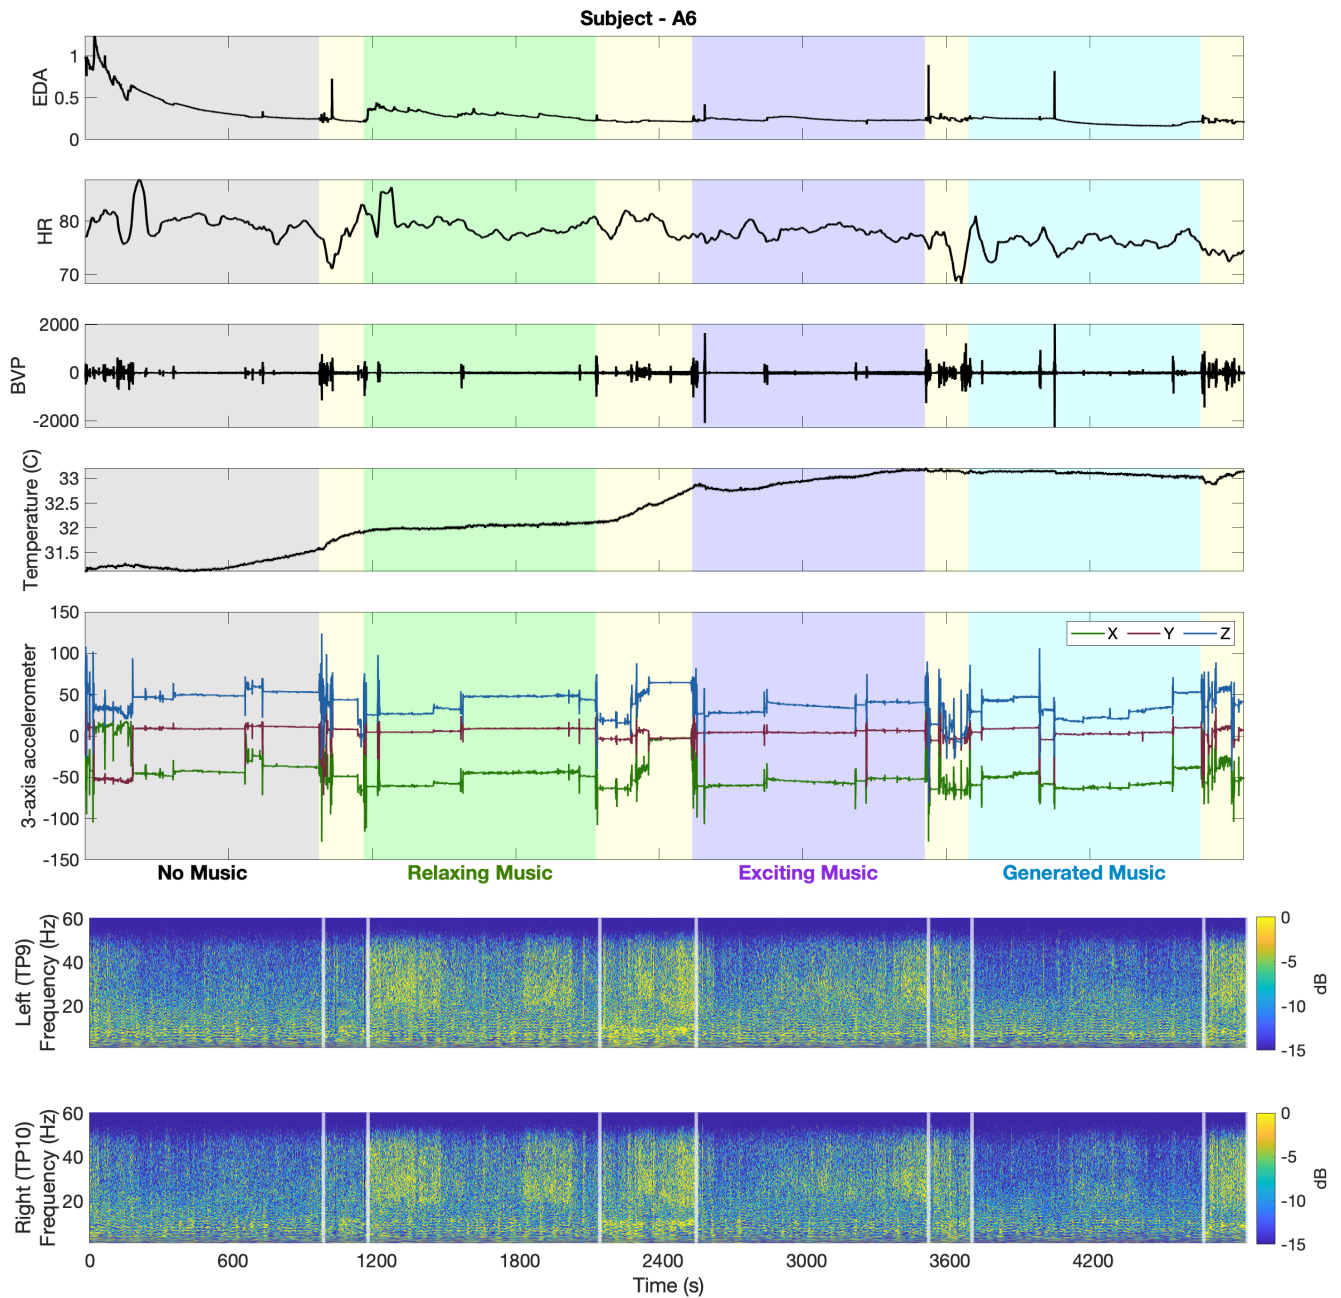 Subject - A6
EDA
1
0.5
0
HR
80
70
BVP
2000
0
-2000
Temperature (C)
33
32.5
32
31.5
3-axis accelerometer
150
100
50
0
-50
-100
-150
X Y Z
No Music Relaxing Music Exciting Music Generated Music
Left (TP9)
Frequency (Hz)
60
40
20
0
-5
-10
-15
dB
Right (TP10)
Frequency (Hz)
60
40
20
0
-5
-10
-15
dB
0 600 1200 1800 2400 3000 3600 4200
Time (s)